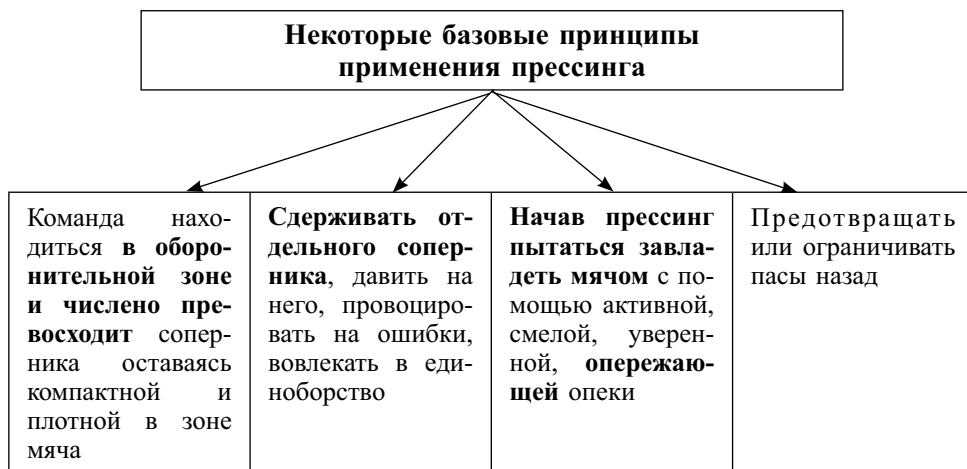 Некоторые базовые принципы
применения прессинга
Команда нахо-
диться в оборо-
нительной зоне
и числено пре-
восходит сопер-
ника оставаясь
компактной и
плотной в зоне
мяча
Сдерживать от-
дельного сопер-
ника, давить на
него, провоциро-
вать на ошибки,
вовлекать в еди-
ноборство
Начав прессинг
пытаться завла-
деть мячом с по-
мощью активной,
смелой, уверен-
ной, опережаю-
щей опеки
Предотвращать
или ограничивать
пасы назад